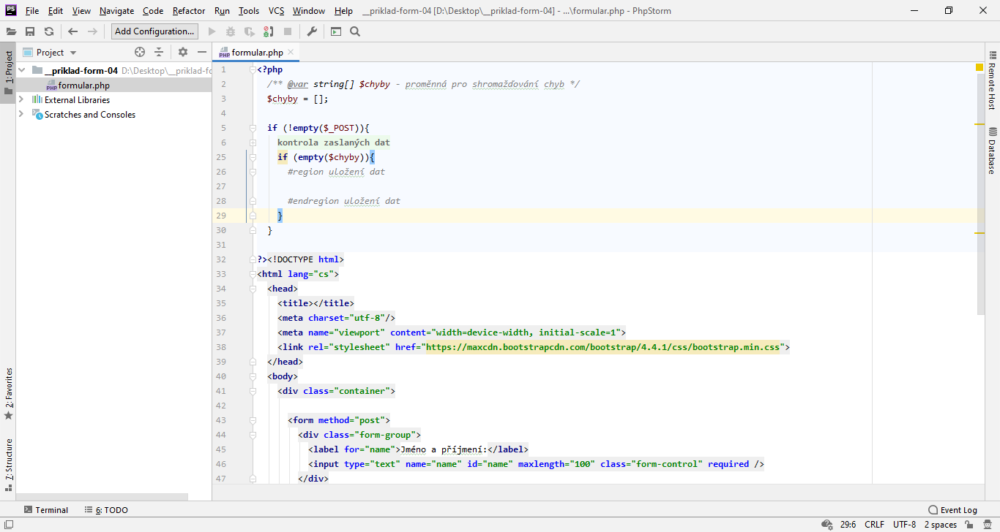 PS File Edit View Navigate Code Refactor Run Tools VCS Window Help __priklad-form-04 [D:\Desktop\__priklad-form-04] - ...\formular.php - PhpStorm
Add Configuration...
1: Project
Project
formular.php
__priklad-form-04 D:\Desktop\__priklad-fo
formular.php
External Libraries
Scratches and Consoles
2: Favorites
7: Structure
1 <?php
2 /** @var string[] $chyby - proměnná pro shromažďování chyb */
3 $chyby = [];
4
5 if (!empty($_POST)){
6 kontrola zaslaných dat
25 if (empty($chyby)){
26 #region uložení dat
27
28 #endregion uložení dat
29 }
30 }
31
32 ?><!DOCTYPE html>
33 <html lang="cs">
34 <head>
35 <title></title>
36 <meta charset="utf-8"/>
37 <meta name="viewport" content="width=device-width, initial-scale=1">
38 <link rel="stylesheet" href="https://maxcdn.bootstrapcdn.com/bootstrap/4.4.1/css/bootstrap.min.css">
39 </head>
40 <body>
41 <div class="container">
42
43 <form method="post">
44 <div class="form-group">
45 <label for="name">Jméno a příjmení:</label>
46 <input type="text" name="name" id="name" maxlength="100" class="form-control" required />
47 </div>
Remote Host
Database
Terminal 6: TODO Event Log
29:6 CRLF UTF-8 2 spaces